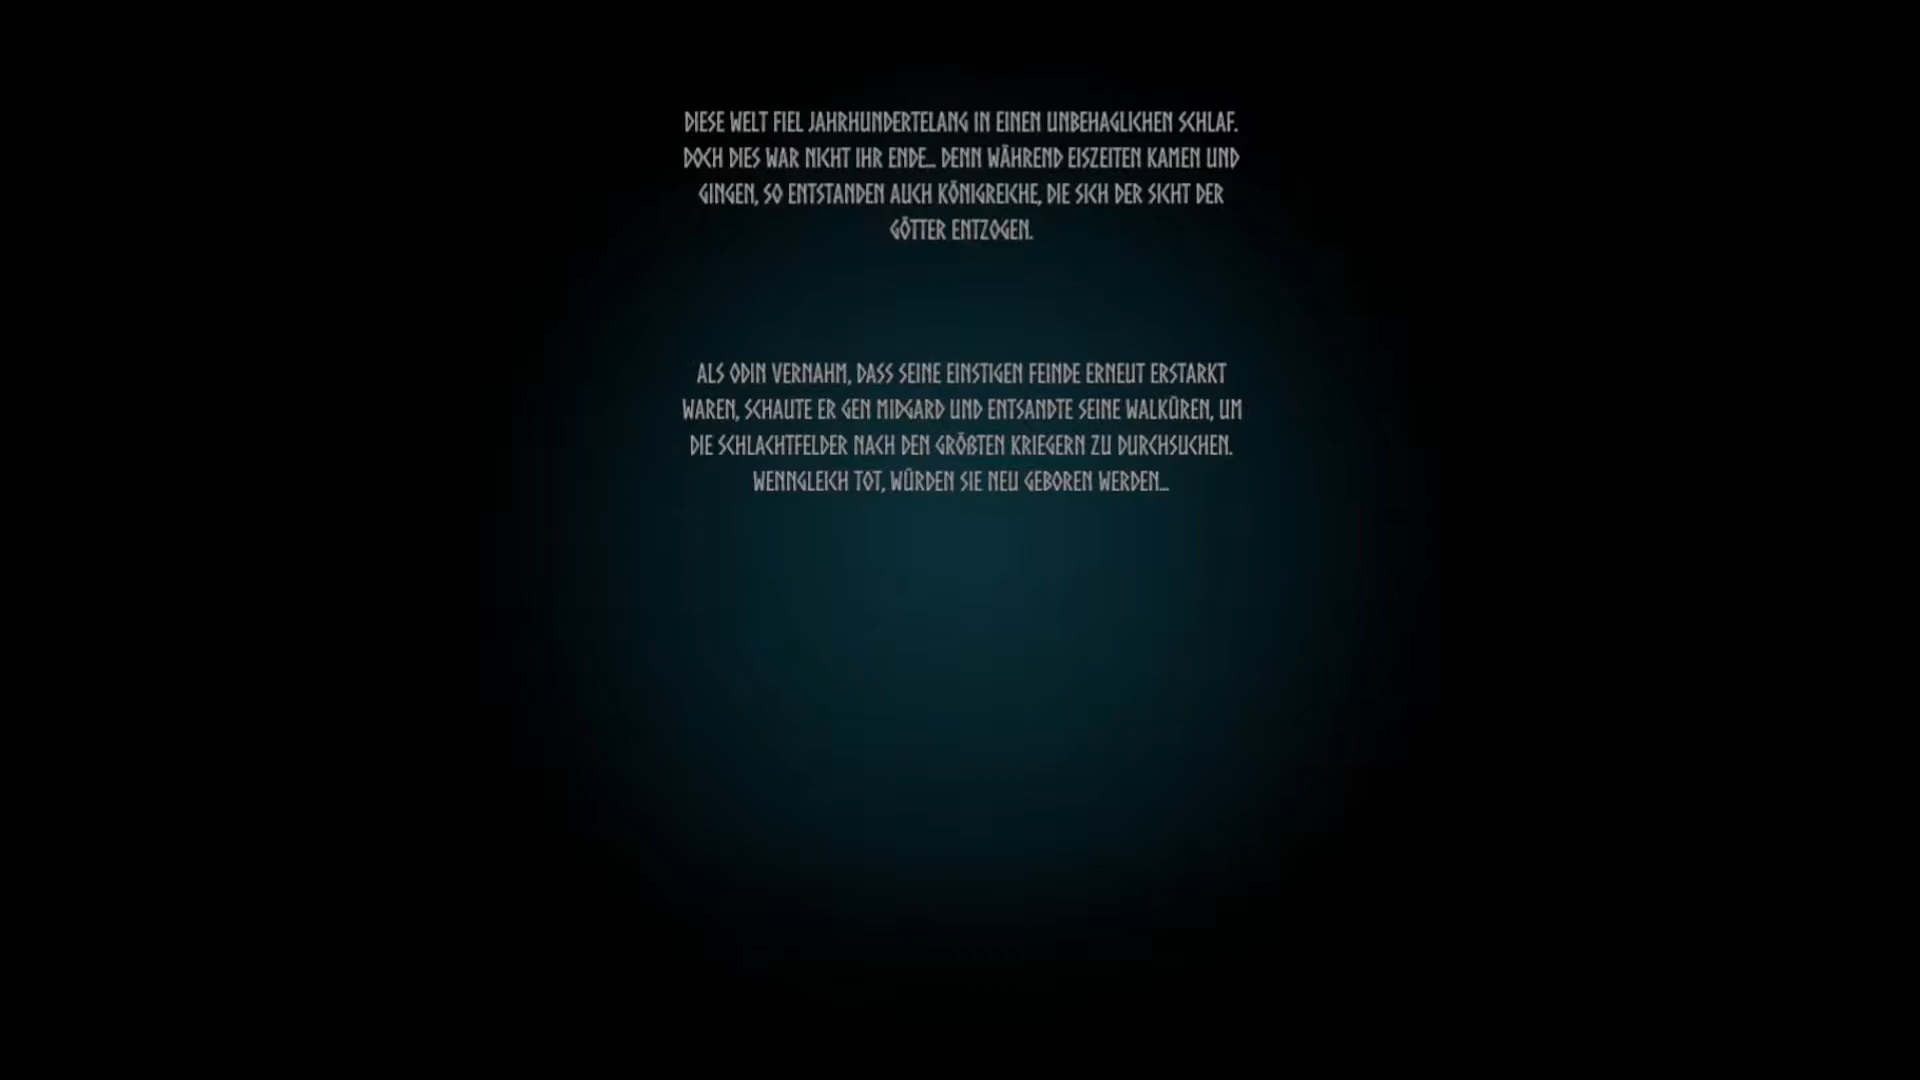 DIESE WELT FIEL JAHRHUNDERTELANG IN EINEN UNBEHAGLICHEN SCHLAF.
DOCH DIES WAR NICHT IHR ENDE... DENN WÄHREND EISZEITEN KAMEN UND
GINGEN, SO ENTSTANDEN AUCH KÖNIGREICHE, DIE SICH DER SICHT DER
GÖTTER ENTZOGEN.
ALS ODIN VERNAHM, DASS SEINE EINSTIGEN FEINDE ERNEUT ERSTARKT
WAREN, SCHAUTE ER GEN MIDGARD UND ENTSANDTE SEINE WALKÜREN, UM
DIE SCHLACHTFELDER NACH DEN GRÖßTEN KRIEGERN ZU DURCHSUCHEN.
WENNGLEICH TOT, WÜRDEN SIE NEU GEBOREN WERDEN...